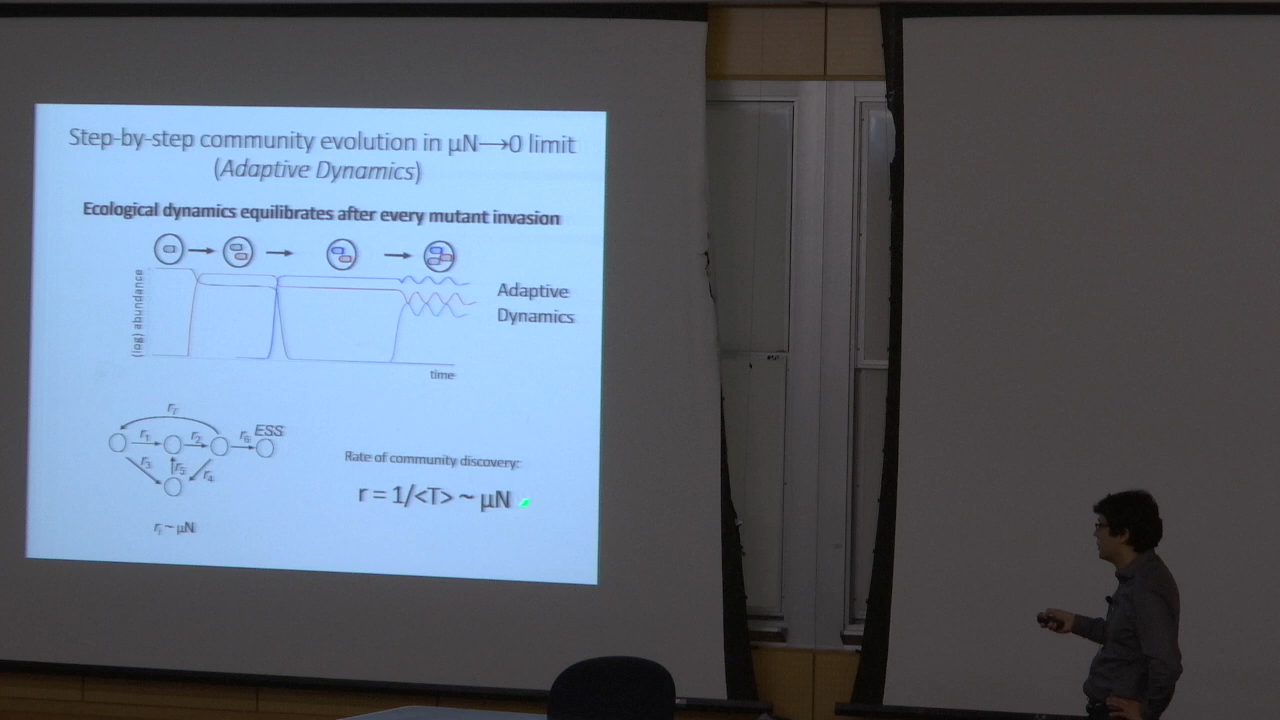 Step-by-step community evolution in μN⟶0 limit
(Adaptive Dynamics)
Ecological dynamics equilibrates after every mutant invasion
(log) abundance
Adaptive
Dynamics
time
r7
r1
r2
r6
ESS
r3
r5
r4
Rate of community discovery:
r = 1/<T> ~ μN
ri ~ μN